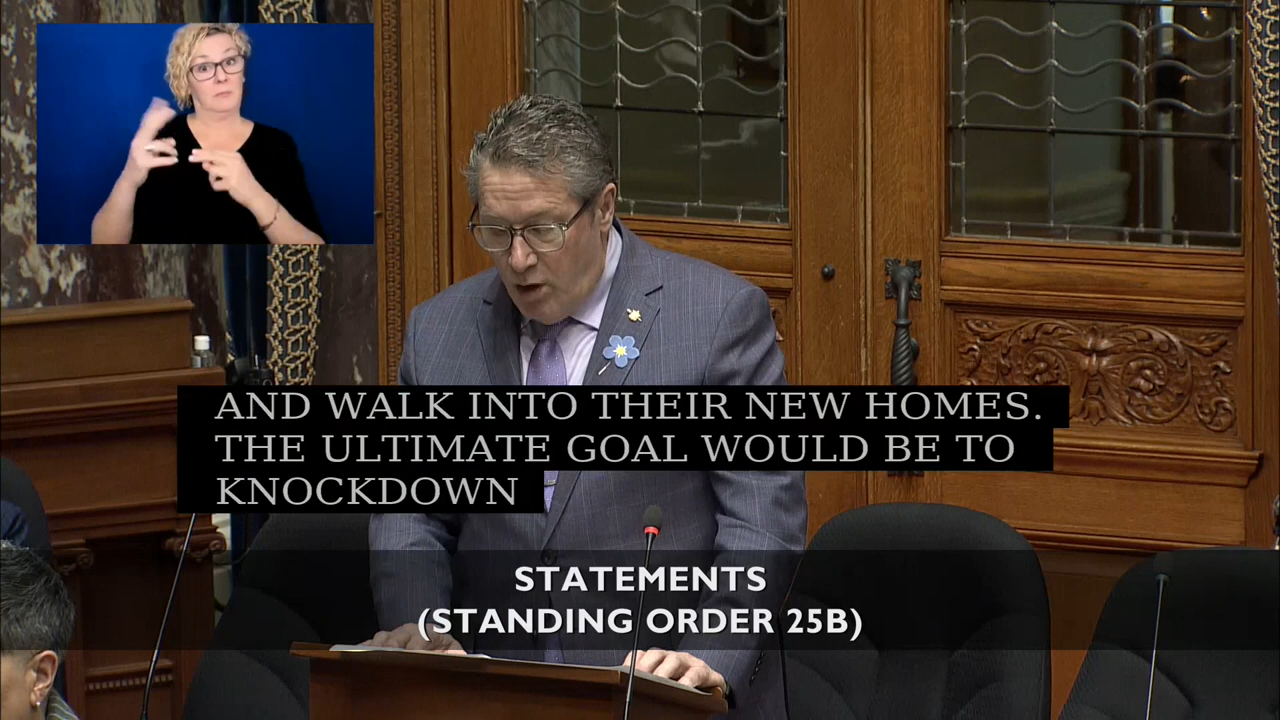 AND WALK INTO THEIR NEW HOMES.
THE ULTIMATE GOAL WOULD BE TO
KNOCKDOWN
STATEMENTS
(STANDING ORDER 25B)